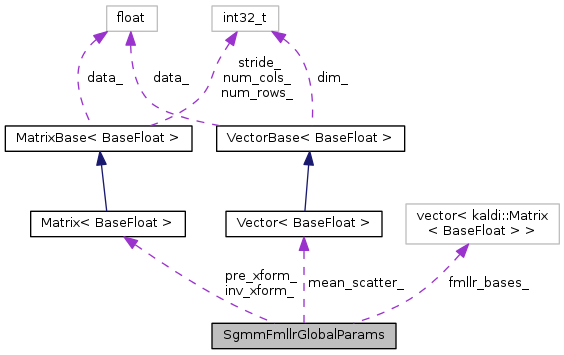 float
int32_t
data_
data_
stride_
num_cols_
num_rows_
dim_
MatrixBase< BaseFloat >
VectorBase< BaseFloat >
Matrix< BaseFloat >
Vector< BaseFloat >
vector< kaldi::Matrix
< BaseFloat > >
pre_xform_
inv_xform_
mean_scatter_
fmllr_bases_
SgmmFmllrGlobalParams